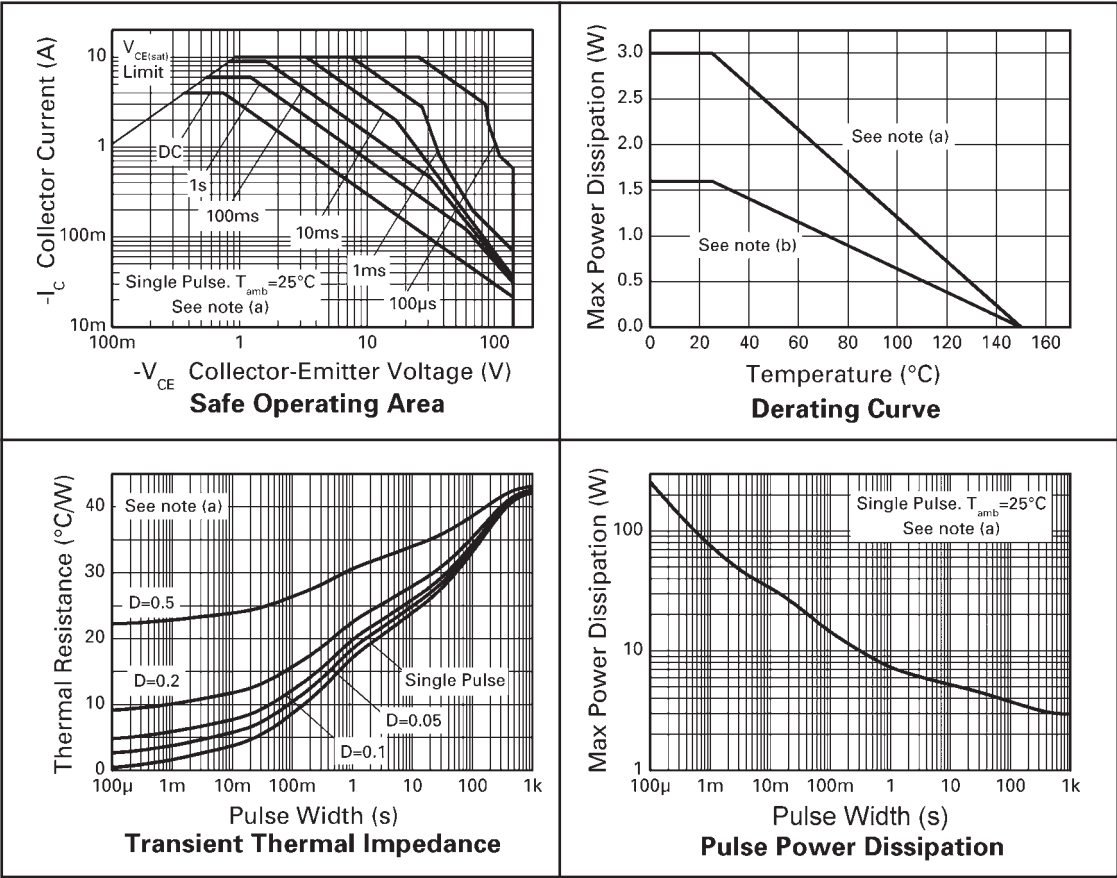 -I_C Collector Current (A)
10
1
100m
10m
V_CE(sat)
Limit
DC
1s
100ms
10ms
1ms
100µs
Single Pulse. T_amb=25°C
See note (a)
100m 1 10 100
-V_CE Collector-Emitter Voltage (V)
Safe Operating Area
Max Power Dissipation (W)
3.0
2.5
2.0
1.5
1.0
0.5
0.0
See note (a)
See note (b)
0 20 40 60 80 100 120 140 160
Temperature (°C)
Derating Curve
Thermal Resistance (°C/W)
40
30
20
10
0
See note (a)
D=0.5
D=0.2
Single Pulse
D=0.05
D=0.1
100µ 1m 10m 100m 1 10 100 1k
Pulse Width (s)
Transient Thermal Impedance
Max Power Dissipation (W)
100
10
1
Single Pulse. T_amb=25°C
See note (a)
100µ 1m 10m 100m 1 10 100 1k
Pulse Width (s)
Pulse Power Dissipation